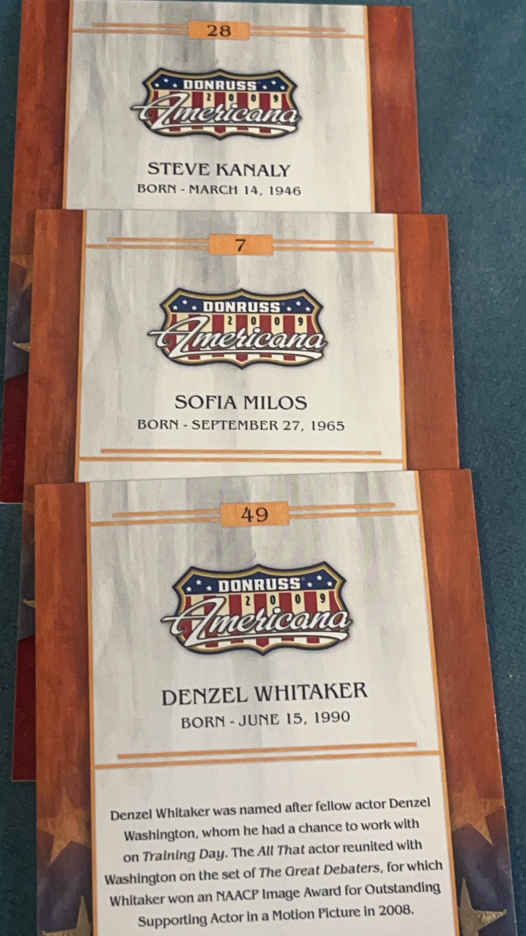 28
DONRUSS
2009
Americana
STEVE KANALY
BORN - MARCH 14, 1946
7
DONRUSS
2009
Americana
SOFIA MILOS
BORN - SEPTEMBER 27, 1965
49
DONRUSS
2009
Americana
DENZEL WHITAKER
BORN - JUNE 15, 1990
Denzel Whitaker was named after fellow actor Denzel
Washington, whom he had a chance to work with
on Training Day. The All That actor reunited with
Washington on the set of The Great Debaters, for which
Whitaker won an NAACP Image Award for Outstanding
Supporting Actor in a Motion Picture in 2008.